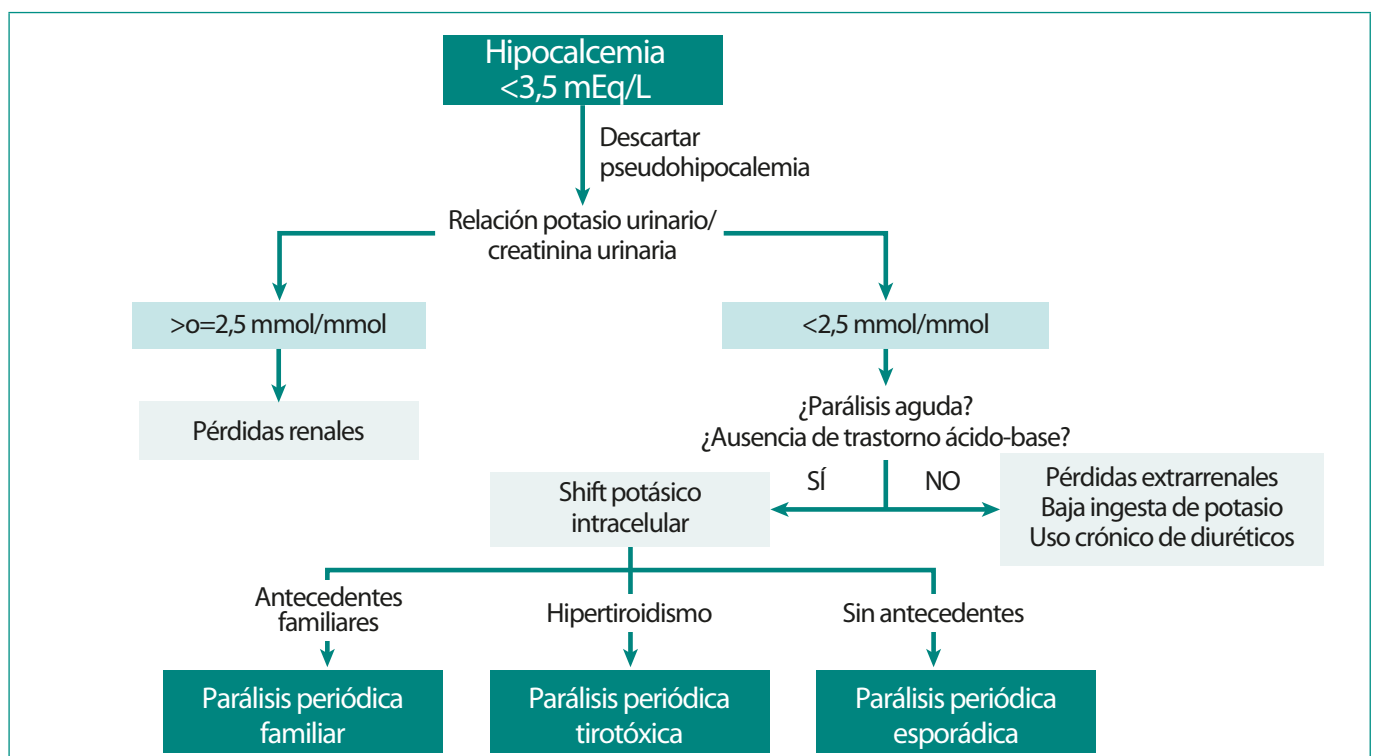 Hipocalcemia
<3,5 mEq/L
Descartar
pseudohipocalemia
Relación potasio urinario/
creatinina urinaria
>o=2,5 mmol/mmol
<2,5 mmol/mmol
Pérdidas renales
¿Parálisis aguda?
¿Ausencia de trastorno ácido-base?
SÍ
NO
Shift potásico
intracelular
Pérdidas extrarrenales
Baja ingesta de potasio
Uso crónico de diuréticos
Antecedentes
familiares
Hipertiroidismo
Sin antecedentes
Parálisis periódica
familiar
Parálisis periódica
tirotóxica
Parálisis periódica
esporádica